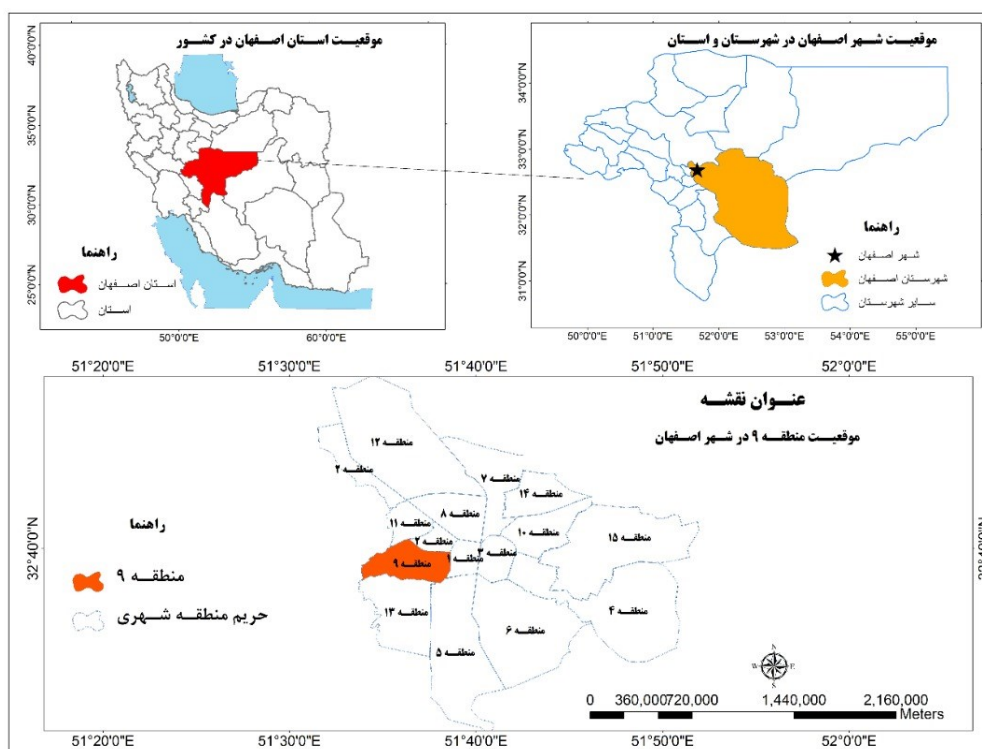 موقعیت استان اصفهان در کشور
40°0'0"N
35°0'0"N
30°0'0"N
25°0'0"N
راهنما
استان اصفهان
استان
50°0'0"E
60°0'0"E
موقعیت شهر اصفهان در شهرستان و استان
34°0'0"N
33°0'0"N
32°0'0"N
31°0'0"N
راهنما
شهر اصفهان
شهرستان اصفهان
سایر شهرستان
50°0'0"E
51°0'0"E
52°0'0"E
53°0'0"E
54°0'0"E
55°0'0"E
51°20'0"E
51°30'0"E
51°40'0"E
51°50'0"E
52°0'0"E
عنوان نقشه
موقعیت منطقه ۹ در شهر اصفهان
منطقه ۱۲
منطقه ۲
منطقه ۷
منطقه ۱۴
منطقه ۸
منطقه ۱۱
منطقه ۱۰
منطقه ۱۵
منطقه ۲
منطقه ۳
منطقه ۱
منطقه ۹
منطقه ۱۳
منطقه ۶
منطقه ۴
منطقه ۵
32°40'0"N
32°40'0"N
راهنما
منطقه ۹
حریم منطقه شهری
N
S
0
360,000
720,000
1,440,000
2,160,000
Meters
51°20'0"E
51°30'0"E
51°40'0"E
51°50'0"E
52°0'0"E